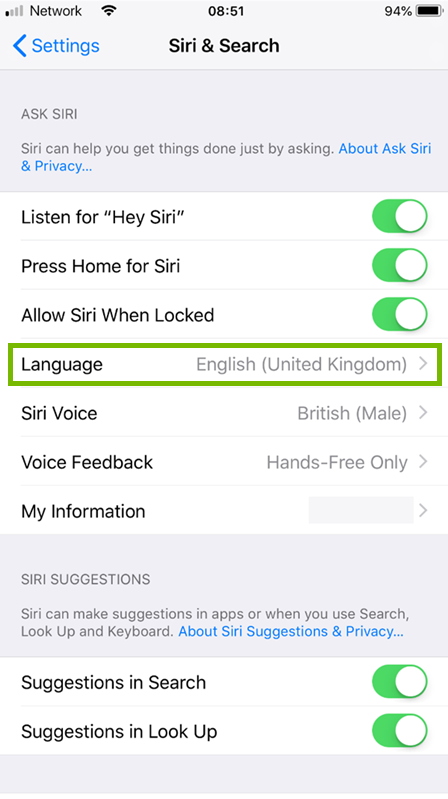 Network 08:51 94%
Settings Siri & Search
ASK SIRI
Siri can help you get things done just by asking. About Ask Siri
& Privacy...
Listen for “Hey Siri”
Press Home for Siri
Allow Siri When Locked
Language English (United Kingdom)
Siri Voice British (Male)
Voice Feedback Hands-Free Only
My Information
SIRI SUGGESTIONS
Siri can make suggestions in apps or when you use Search,
Look Up and Keyboard. About Siri Suggestions & Privacy...
Suggestions in Search
Suggestions in Look Up